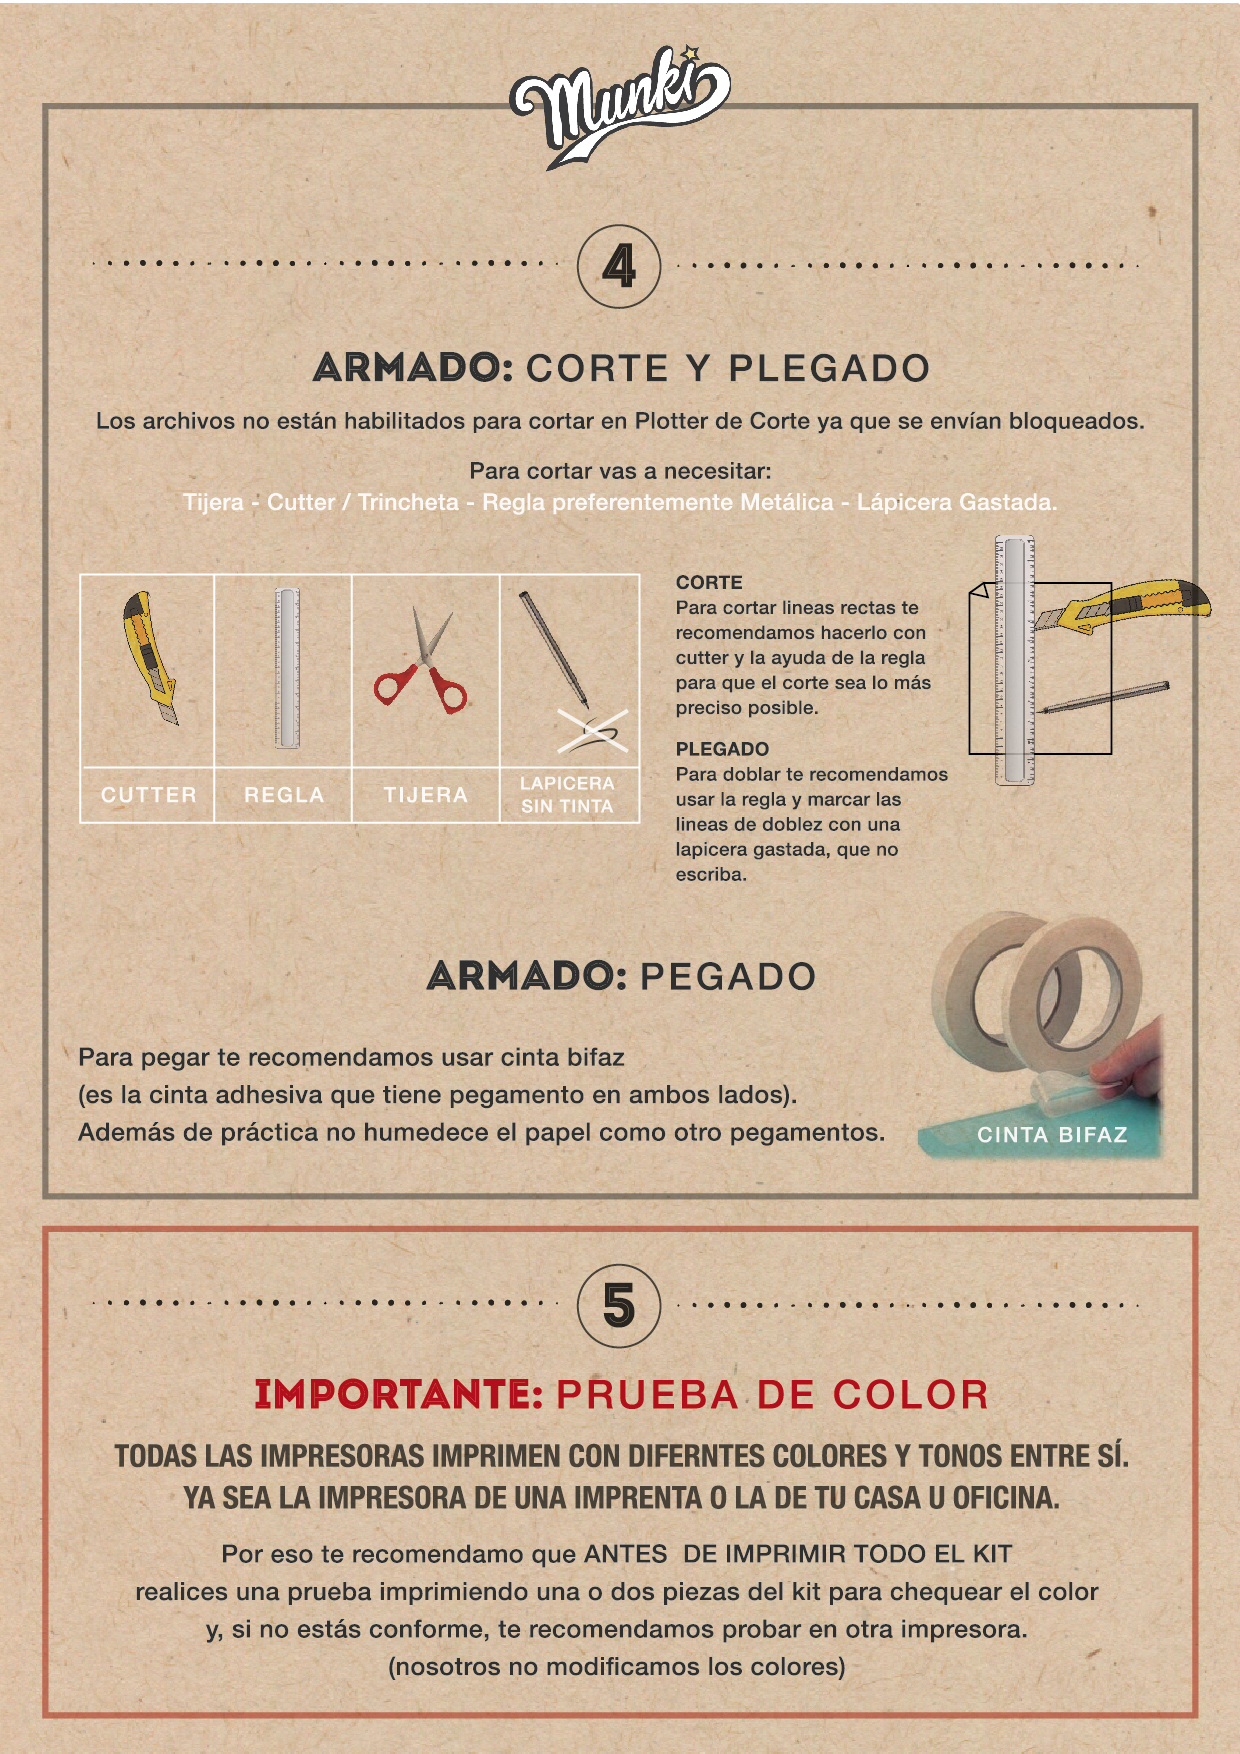 Munki
4
ARMADO: CORTE Y PLEGADO
Los archivos no están habilitados para cortar en Plotter de Corte ya que se envían bloqueados.
Para cortar vas a necesitar:
Tijera - Cutter / Trincheta - Regla preferentemente Metálica - Lápicera Gastada.
CUTTER
REGLA
TIJERA
LAPICERA
SIN TINTA
CORTE
Para cortar lineas rectas te
recomendamos hacerlo con
cutter y la ayuda de la regla
para que el corte sea lo más
preciso posible.
PLEGADO
Para doblar te recomendamos
usar la regla y marcar las
lineas de doblez con una
lapicera gastada, que no
escriba.
ARMADO: PEGADO
Para pegar te recomendamos usar cinta bifaz
(es la cinta adhesiva que tiene pegamento en ambos lados).
Además de práctica no humedece el papel como otro pegamentos.
CINTA BIFAZ
5
IMPORTANTE: PRUEBA DE COLOR
TODAS LAS IMPRESORAS IMPRIMEN CON DIFERNTES COLORES Y TONOS ENTRE SÍ.
YA SEA LA IMPRESORA DE UNA IMPRENTA O LA DE TU CASA U OFICINA.
Por eso te recomendamo que ANTES  DE IMPRIMIR TODO EL KIT
realices una prueba imprimiendo una o dos piezas del kit para chequear el color
y, si no estás conforme, te recomendamos probar en otra impresora.
(nosotros no modificamos los colores)